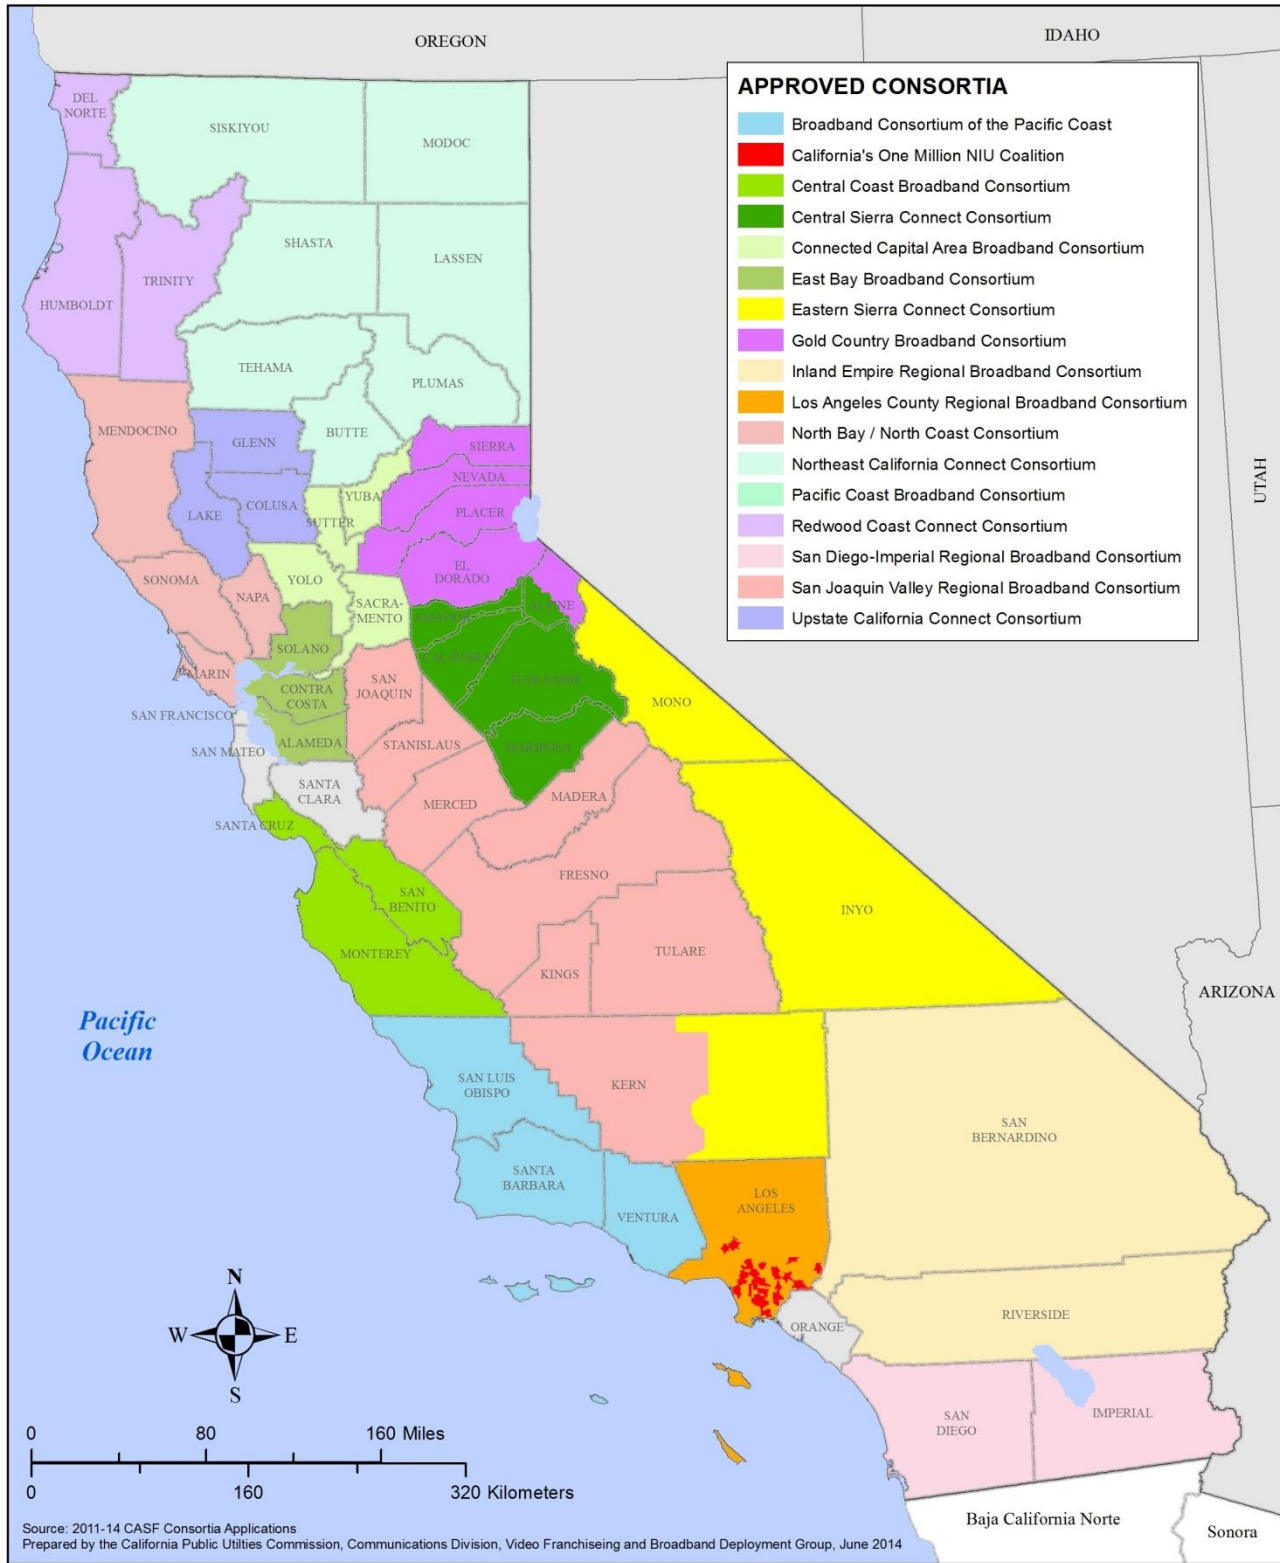 OREGON
IDAHO
APPROVED CONSORTIA
Broadband Consortium of the Pacific Coast
California's One Million NIU Coalition
Central Coast Broadband Consortium
Central Sierra Connect Consortium
Connected Capital Area Broadband Consortium
East Bay Broadband Consortium
Eastern Sierra Connect Consortium
Gold Country Broadband Consortium
Inland Empire Regional Broadband Consortium
Los Angeles County Regional Broadband Consortium
North Bay / North Coast Consortium
Northeast California Connect Consortium
Pacific Coast Broadband Consortium
Redwood Coast Connect Consortium
San Diego-Imperial Regional Broadband Consortium
San Joaquin Valley Regional Broadband Consortium
Upstate California Connect Consortium
DEL
NORTE
SISKIYOU
MODOC
SHASTA
LASSEN
TRINITY
HUMBOLDT
TEHAMA
PLUMAS
MENDOCINO
GLENN
BUTTE
SIERRA
NEVADA
YUBA
COLUSA
PLACER
LAKE
SUTTER
UTAH
EL
DORADO
SONOMA
YOLO
NAPA
SACRA-
MENTO
ALPINE
AMADOR
SOLANO
CALAVERAS
MARIN
SAN
JOAQUIN
TUOLUMNE
CONTRA
COSTA
MONO
SAN FRANCISCO
ALAMEDA
STANISLAUS
MARIPOSA
SAN MATEO
SANTA
CLARA
MERCED
MADERA
SANTA CRUZ
FRESNO
SAN
BENITO
INYO
MONTEREY
TULARE
KINGS
ARIZONA
Pacific
Ocean
SAN LUIS
OBISPO
KERN
SAN
BERNARDINO
SANTA
BARBARA
LOS
ANGELES
VENTURA
RIVERSIDE
ORANGE
N
W E
S
SAN
DIEGO
IMPERIAL
0 80 160 Miles
0 160 320 Kilometers
Baja California Norte
Sonora
Source: 2011-14 CASF Consortia Applications
Prepared by the California Public Utilties Commission, Communications Division, Video Franchiseing and Broadband Deployment Group, June 2014